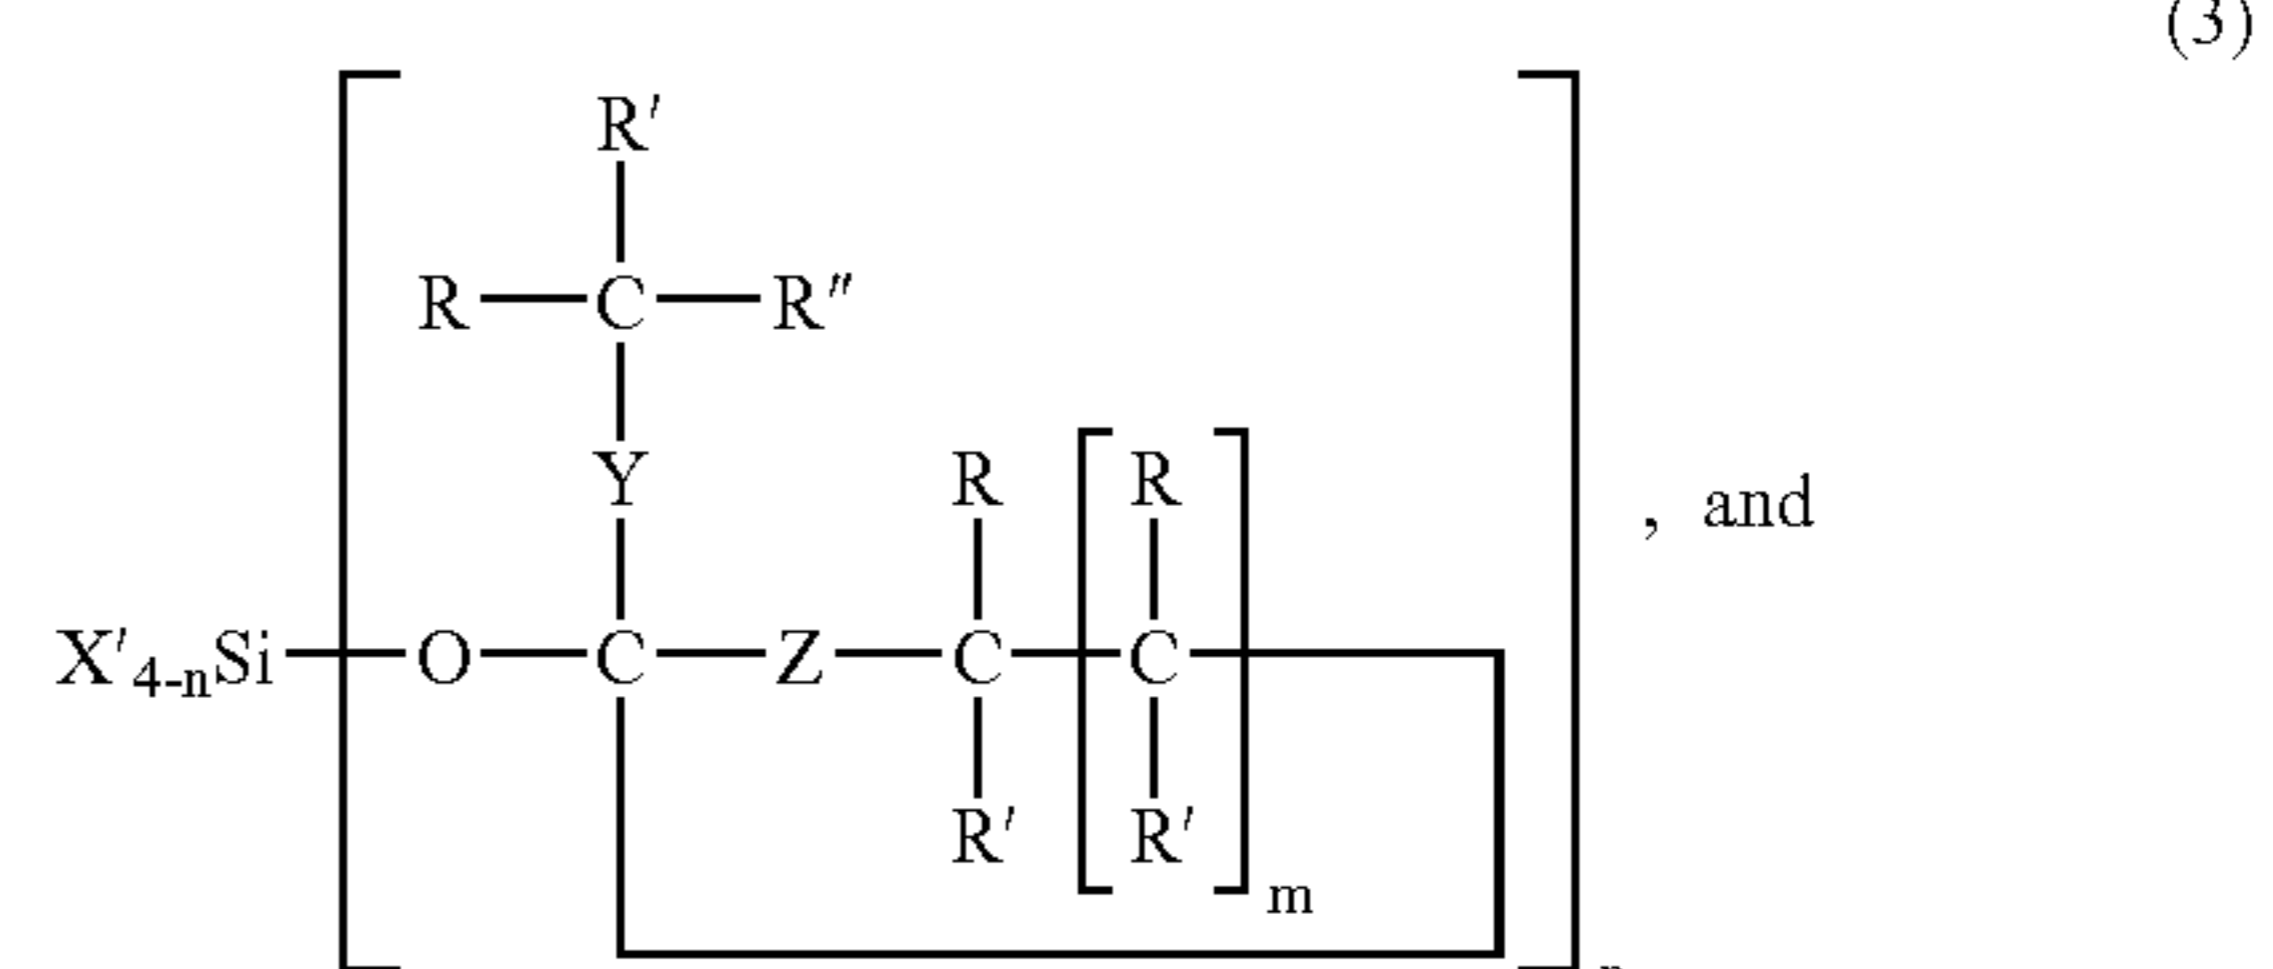 (3)
R′
R—C—R″
Y
R R
, and
X′4-nSi—O—C—Z—C—C
R′ R′
m
n